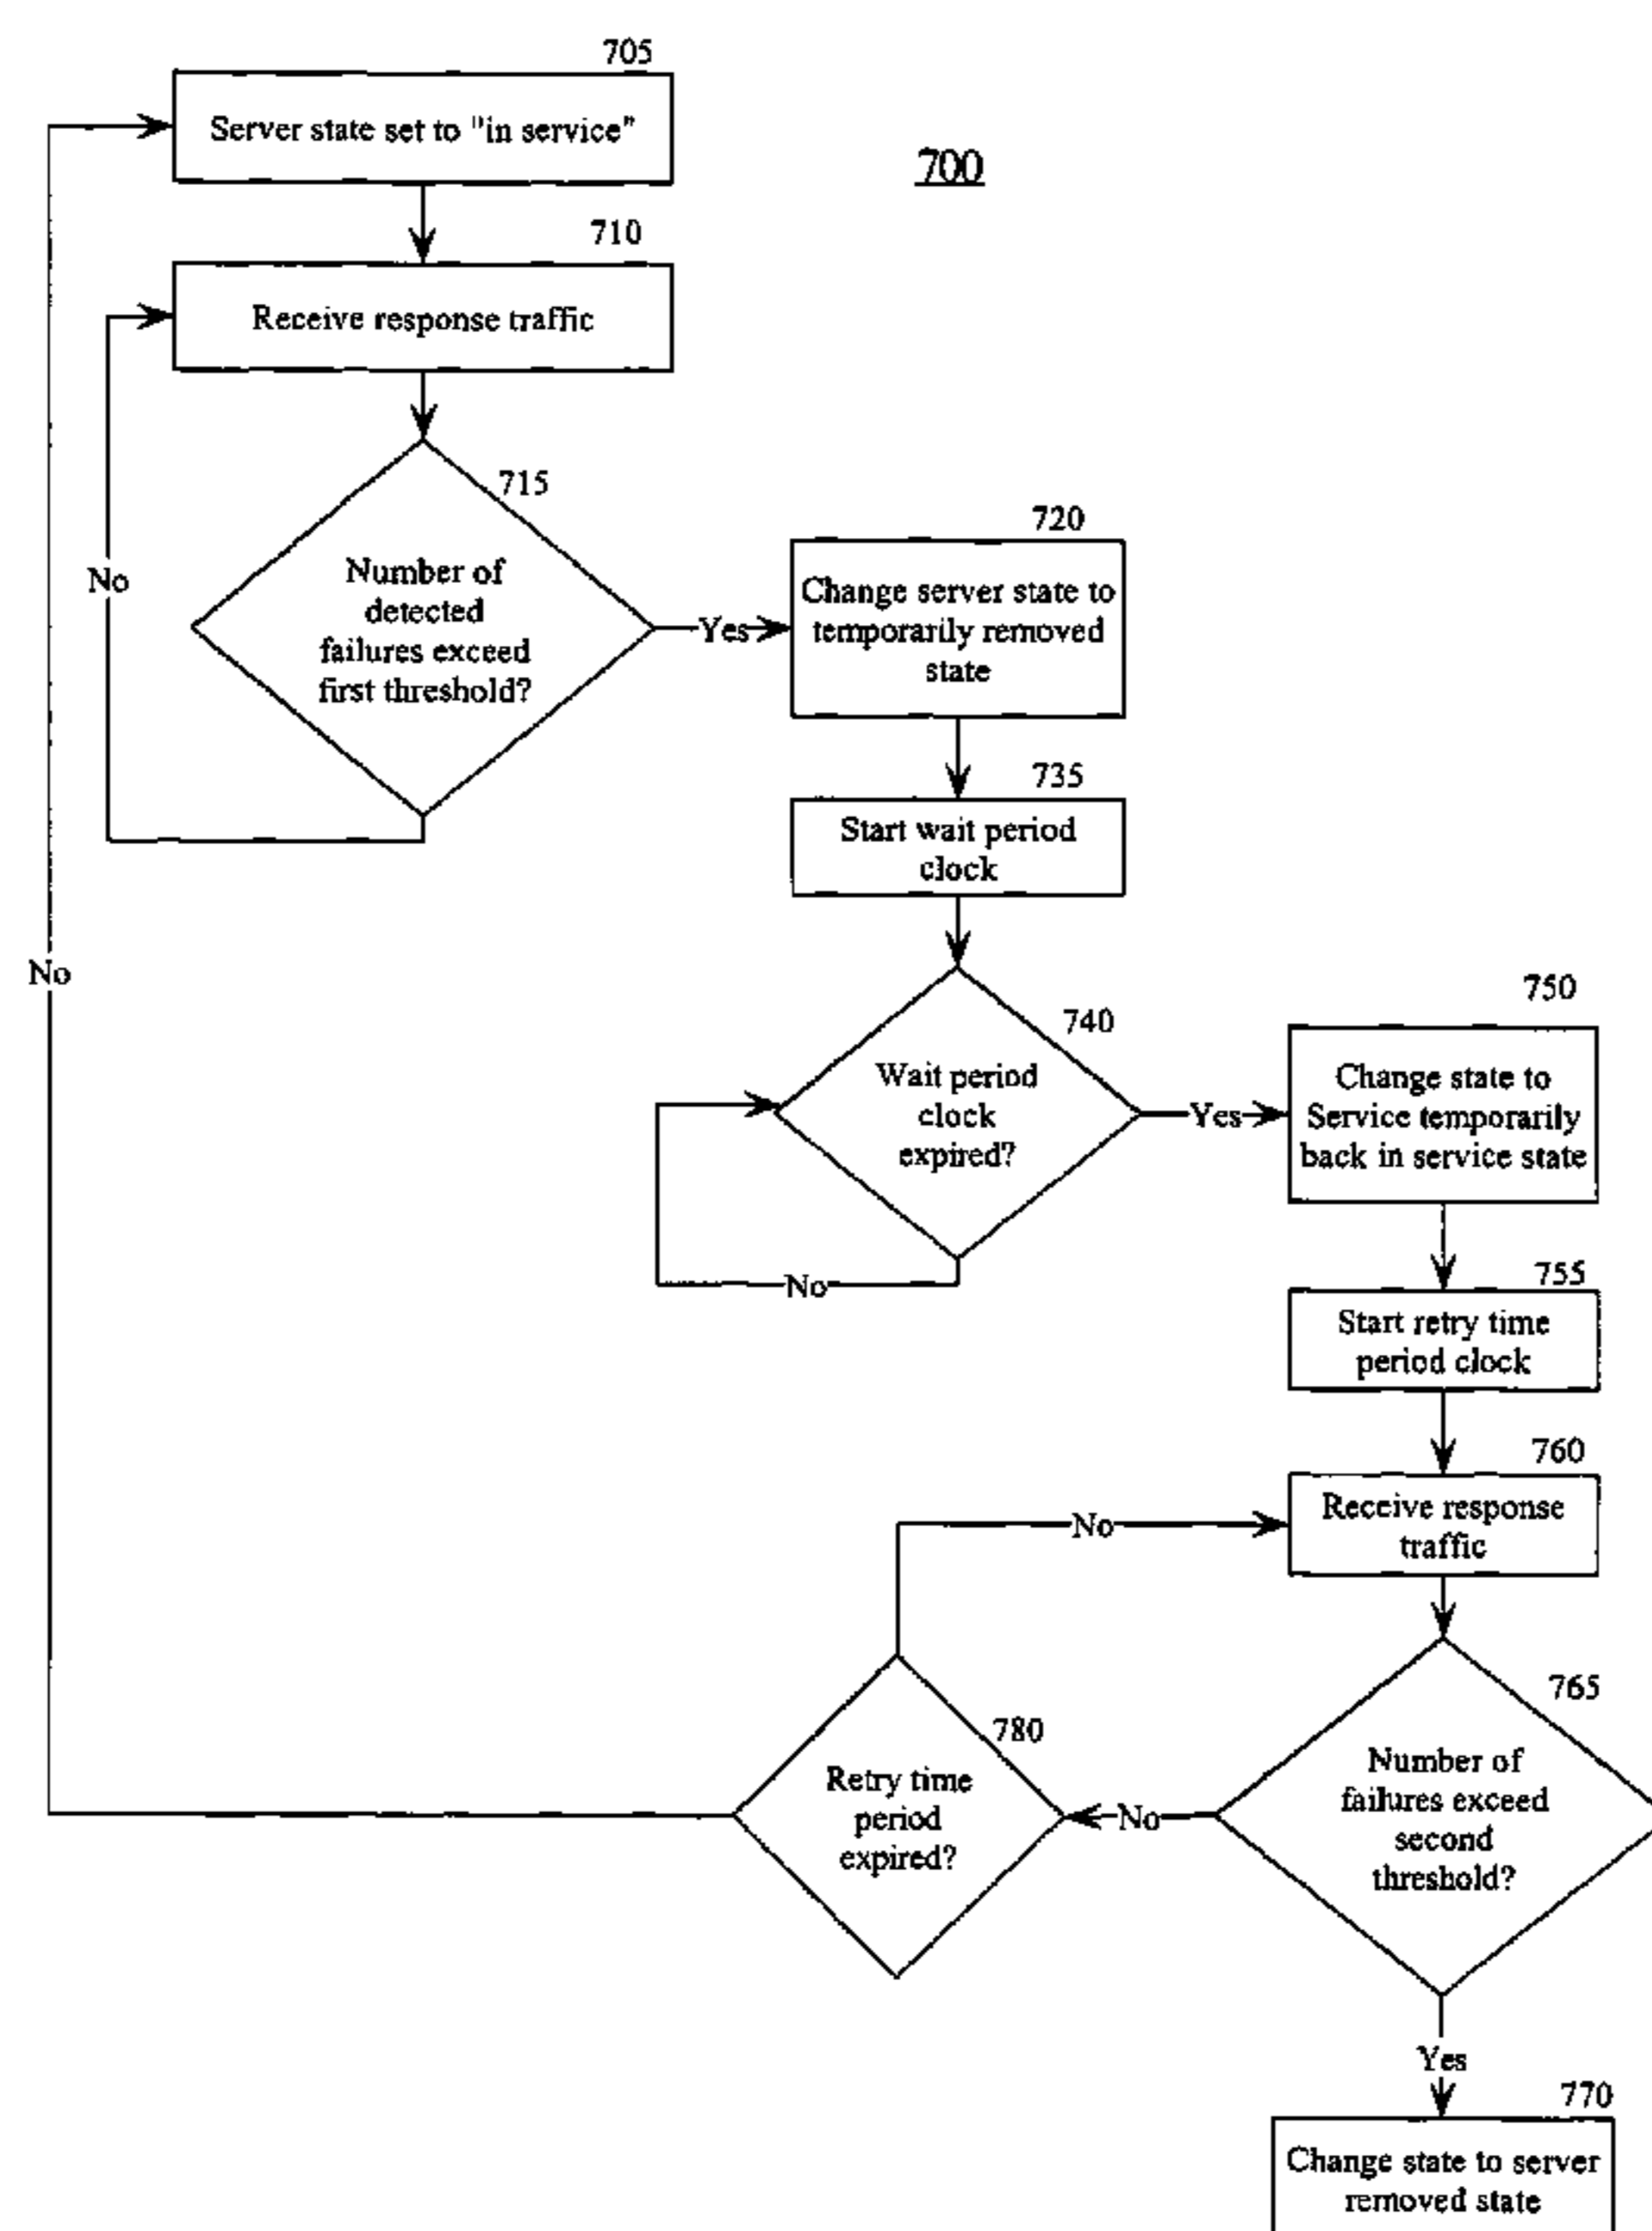 705
Server state set to "in service"
700
710
Receive response traffic
715
Number of
detected
failures exceed
first threshold?
No
Yes
720
Change server state to
temporarily removed
state
735
Start wait period
clock
No
740
Wait period
clock
expired?
No
Yes
750
Change state to
Service temporarily
back in service state
755
Start retry time
period clock
760
Receive response
traffic
No
765
Number of
failures exceed
second
threshold?
No
780
Retry time
period
expired?
Yes
770
Change state to server
removed state